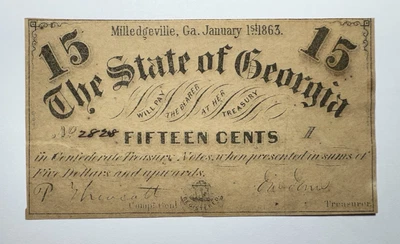 Milledgeville, Ga. January 1st 1863.
15 15
The State of Georgia
WILL PAY THE BEARER AT HER TREASURY
No 2828
FIFTEEN CENTS H
in Confederate Treasury Notes, when presented in sums of
Five Dollars and upwards.
Comptroller Treasurer